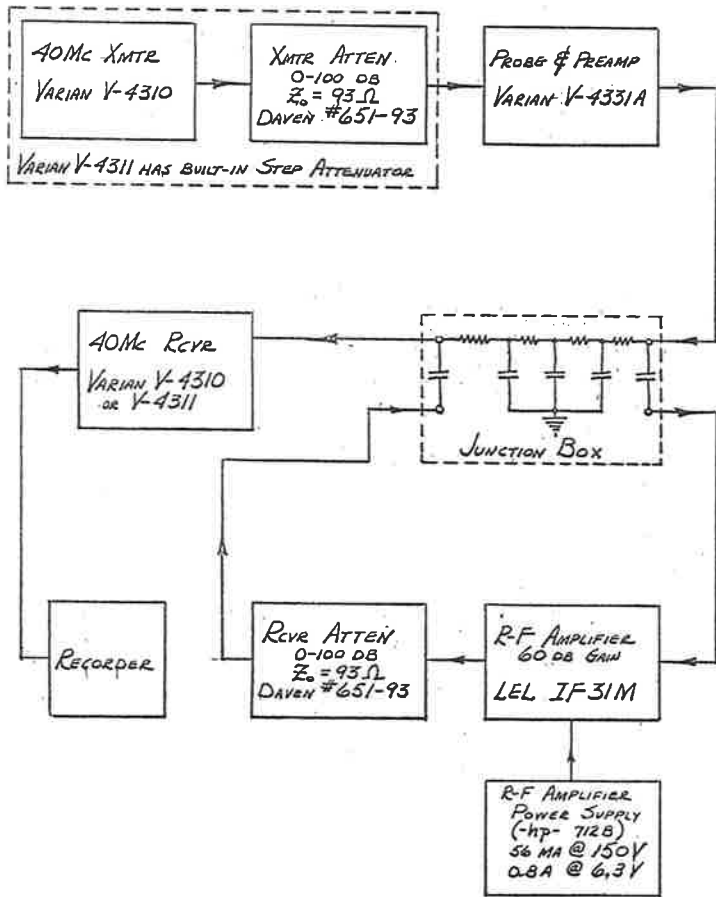 40Mc XMTR
VARIAN V-4310
XMTR ATTEN.
0-100 DB
Z₀ = 93 Ω
DAVEN #651-93
VARIAN V-4311 HAS BUILT-IN STEP ATTENUATOR
PROBE & PREAMP
VARIAN V-4331A
40Mc RCVR
VARIAN V-4310
OR V-4311
JUNCTION BOX
RECORDER
RCVR ATTEN
0-100 DB
Z₀ = 93 Ω
DAVEN #651-93
R-F AMPLIFIER
60 DB GAIN
LEL IF31M
R-F AMPLIFIER
POWER SUPPLY
(-hp- 712B)
56 MA @ 150V
0.8A @ 6.3V